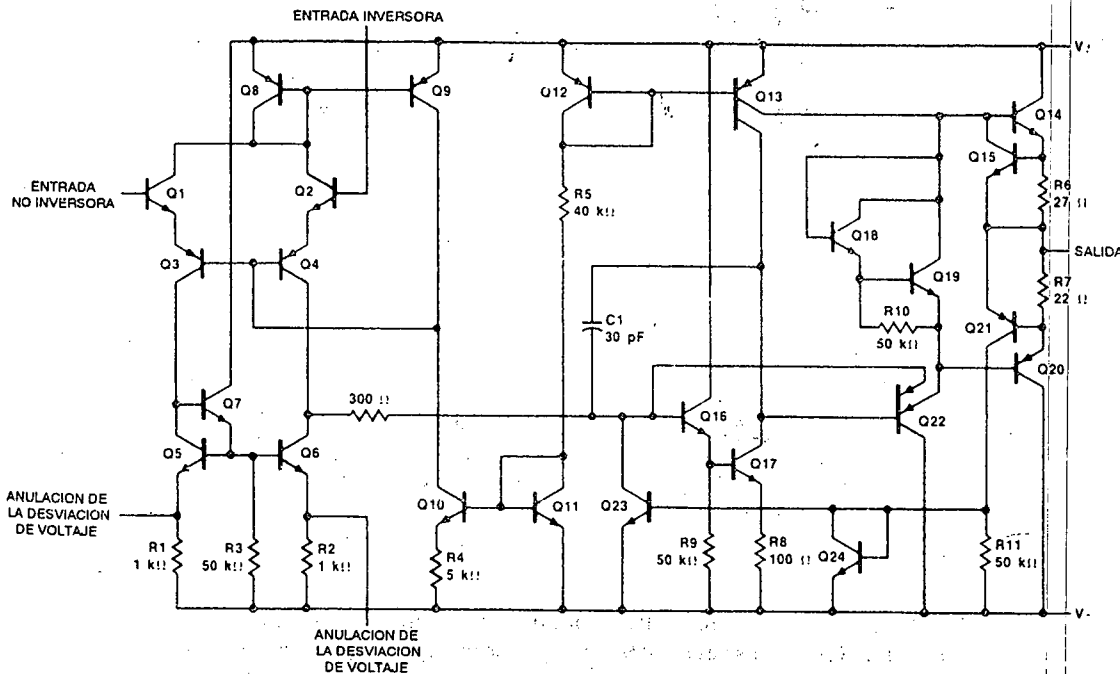 ENTRADA INVERSORA
V+
Q8
Q9
Q12
Q13
Q14
Q15
ENTRADA
NO INVERSORA
Q1
Q2
R5
40 kΩ
R6
27 Ω
Q18
SALIDA
Q3
Q4
Q19
R7
22 Ω
C1
30 pF
R10
50 kΩ
Q21
Q20
Q7
300 Ω
Q16
Q22
Q5
Q6
Q17
ANULACION DE
LA DESVIACION
DE VOLTAJE
Q10
Q11
Q23
R1
1 kΩ
R3
50 kΩ
R2
1 kΩ
R4
5 kΩ
R9
50 kΩ
R8
100 Ω
Q24
R11
50 kΩ
V-
ANULACION DE
LA DESVIACION
DE VOLTAJE